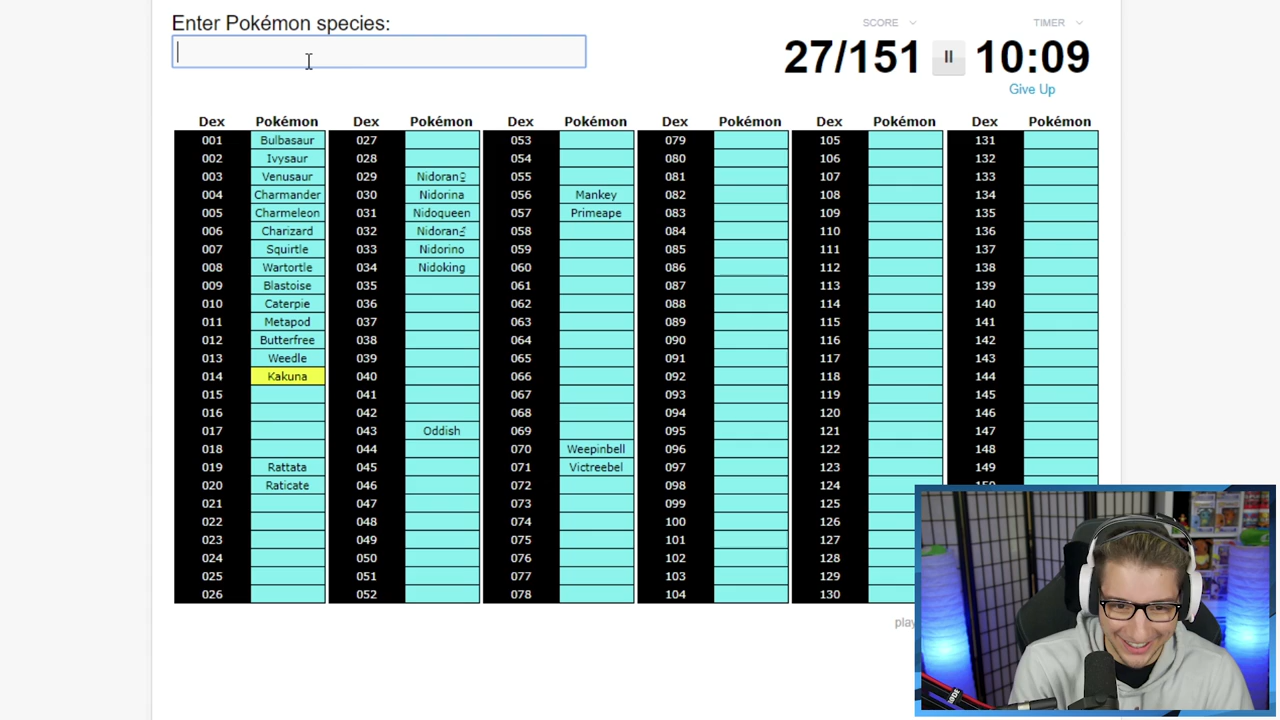 Enter Pokémon species:
SCORE
TIMER
27/151
10:09
Give Up
Dex Pokémon Dex Pokémon Dex Pokémon Dex Pokémon Dex Pokémon Dex Pokémon
001 Bulbasaur 027 053 079 105 131
002 Ivysaur 028 054 080 106 132
003 Venusaur 029 Nidoran♀ 055 081 107 133
004 Charmander 030 Nidorina 056 Mankey 082 108 134
005 Charmeleon 031 Nidoqueen 057 Primeape 083 109 135
006 Charizard 032 Nidoran♂ 058 084 110 136
007 Squirtle 033 Nidorino 059 085 111 137
008 Wartortle 034 Nidoking 060 086 112 138
009 Blastoise 035 061 087 113 139
010 Caterpie 036 062 088 114 140
011 Metapod 037 063 089 115 141
012 Butterfree 038 064 090 116 142
013 Weedle 039 065 091 117 143
014 Kakuna 040 066 092 118 144
015 041 067 093 119 145
016 042 068 094 120 146
017 043 Oddish 069 095 121 147
018 044 070 Weepinbell 096 122 148
019 Rattata 045 071 Victreebel 097 123 149
020 Raticate 046 072 098 124 150
021 047 073 099 125
022 048 074 100 126
023 049 075 101 127
024 050 076 102 128
025 051 077 103 129
026 052 078 104 130
play
RODE